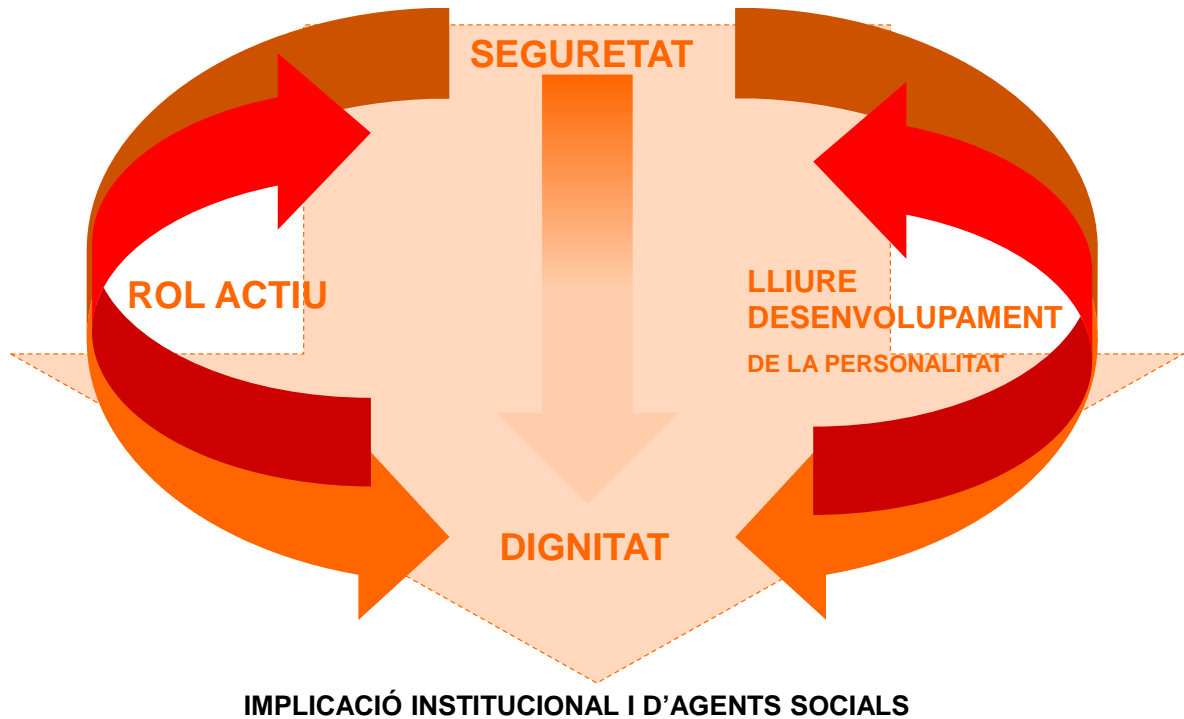 SEGURETAT
ROL ACTIU
LLIURE
DESENVOLUPAMENT
DE LA PERSONALITAT
DIGNITAT
IMPLICACIÓ INSTITUCIONAL I D'AGENTS SOCIALS